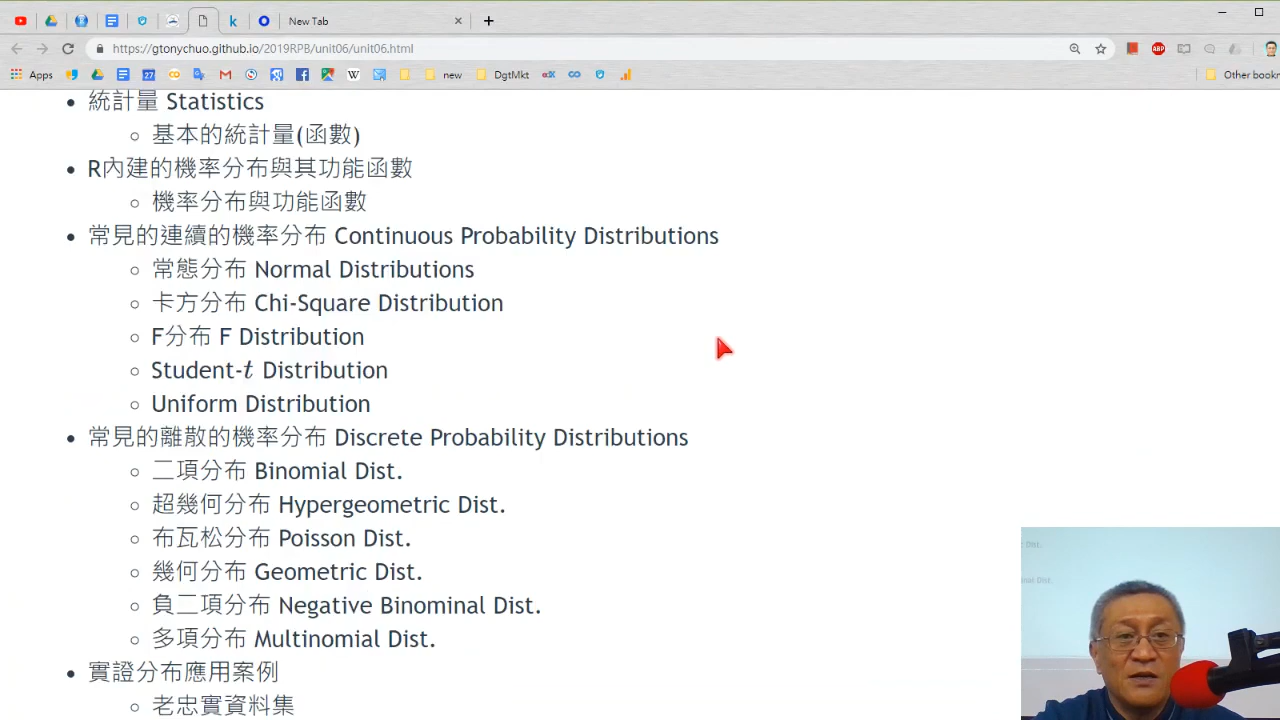 New Tab
https://gtonychuo.github.io/2019RPB/unit06/unit06.html
Apps
27
new
DgtMkt
Other bookm
統計量 Statistics
基本的統計量(函數)
R內建的機率分布與其功能函數
機率分布與功能函數
常見的連續的機率分布 Continuous Probability Distributions
常態分布 Normal Distributions
卡方分布 Chi-Square Distribution
F分布 F Distribution
Student-t Distribution
Uniform Distribution
常見的離散的機率分布 Discrete Probability Distributions
二項分布 Binomial Dist.
超幾何分布 Hypergeometric Dist.
布瓦松分布 Poisson Dist.
幾何分布 Geometric Dist.
負二項分布 Negative Binominal Dist.
多項分布 Multinomial Dist.
實證分布應用案例
老忠實資料集